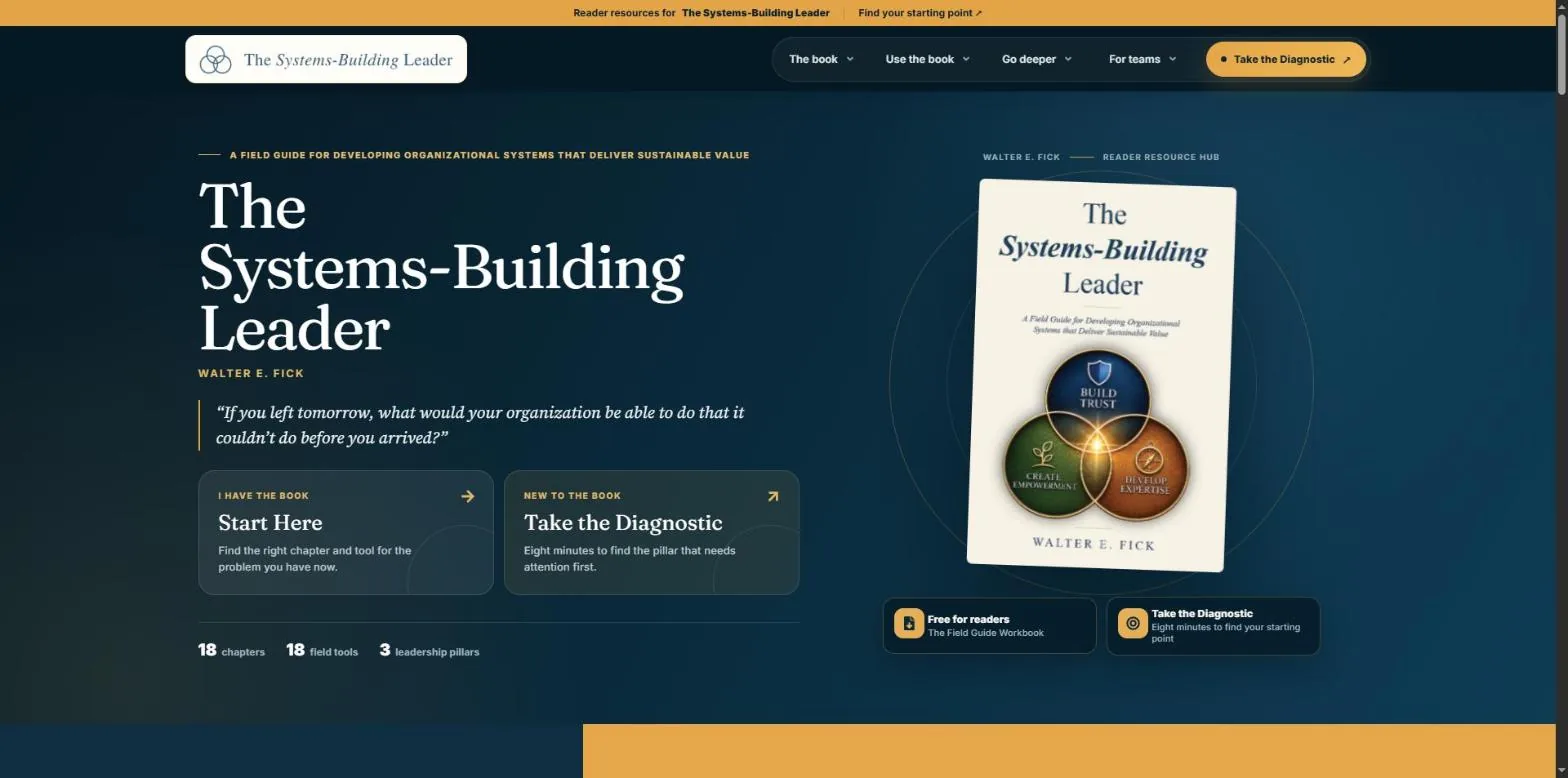 Reader resources for The Systems-Building Leader
Find your starting point ↗
The Systems-Building Leader
The book
Use the book
Go deeper
For teams
Take the Diagnostic ↗
A FIELD GUIDE FOR DEVELOPING ORGANIZATIONAL SYSTEMS THAT DELIVER SUSTAINABLE VALUE
The
Systems-Building
Leader
WALTER E. FICK
“If you left tomorrow, what would your organization be able to do that it
couldn’t do before you arrived?”
I HAVE THE BOOK →
Start Here
Find the right chapter and tool for the
problem you have now.
NEW TO THE BOOK ↗
Take the Diagnostic
Eight minutes to find the pillar that needs
attention first.
18 chapters
18 field tools
3 leadership pillars
WALTER E. FICK
READER RESOURCE HUB
The
Systems-Building
Leader
A Field Guide for Developing Organizational
Systems that Deliver Sustainable Value
BUILD
TRUST
CREATE
EMPOWERMENT
DEVELOP
EXPERTISE
WALTER E. FICK
Free for readers
The Field Guide Workbook
Take the Diagnostic
Eight minutes to find your starting
point